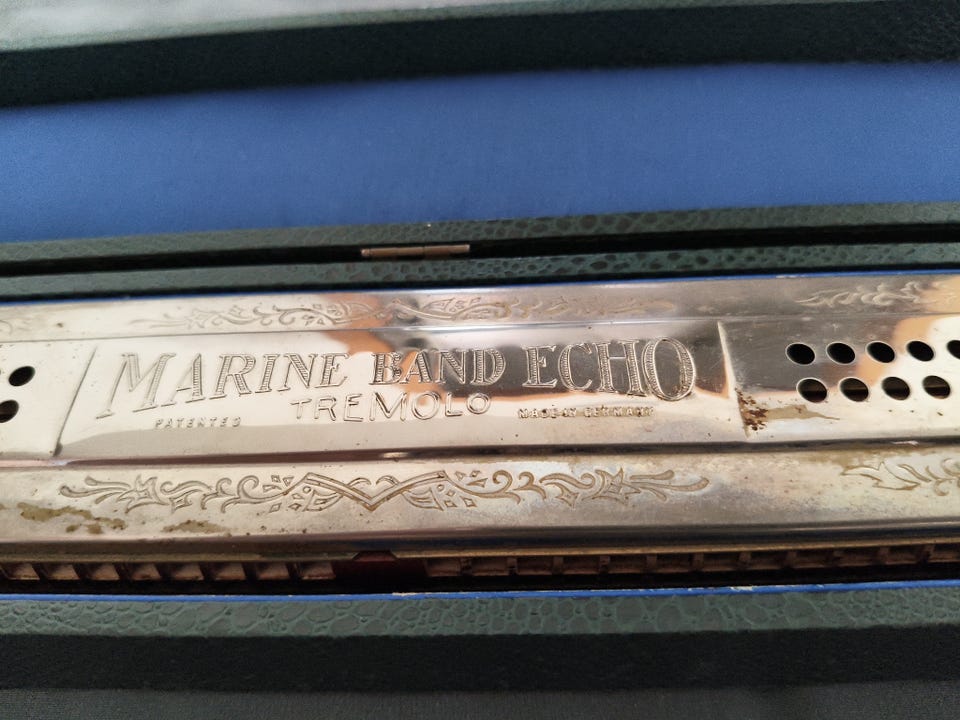 MARINE BAND ECHO
TREMOLO
PATENTED MADE IN GERMANY